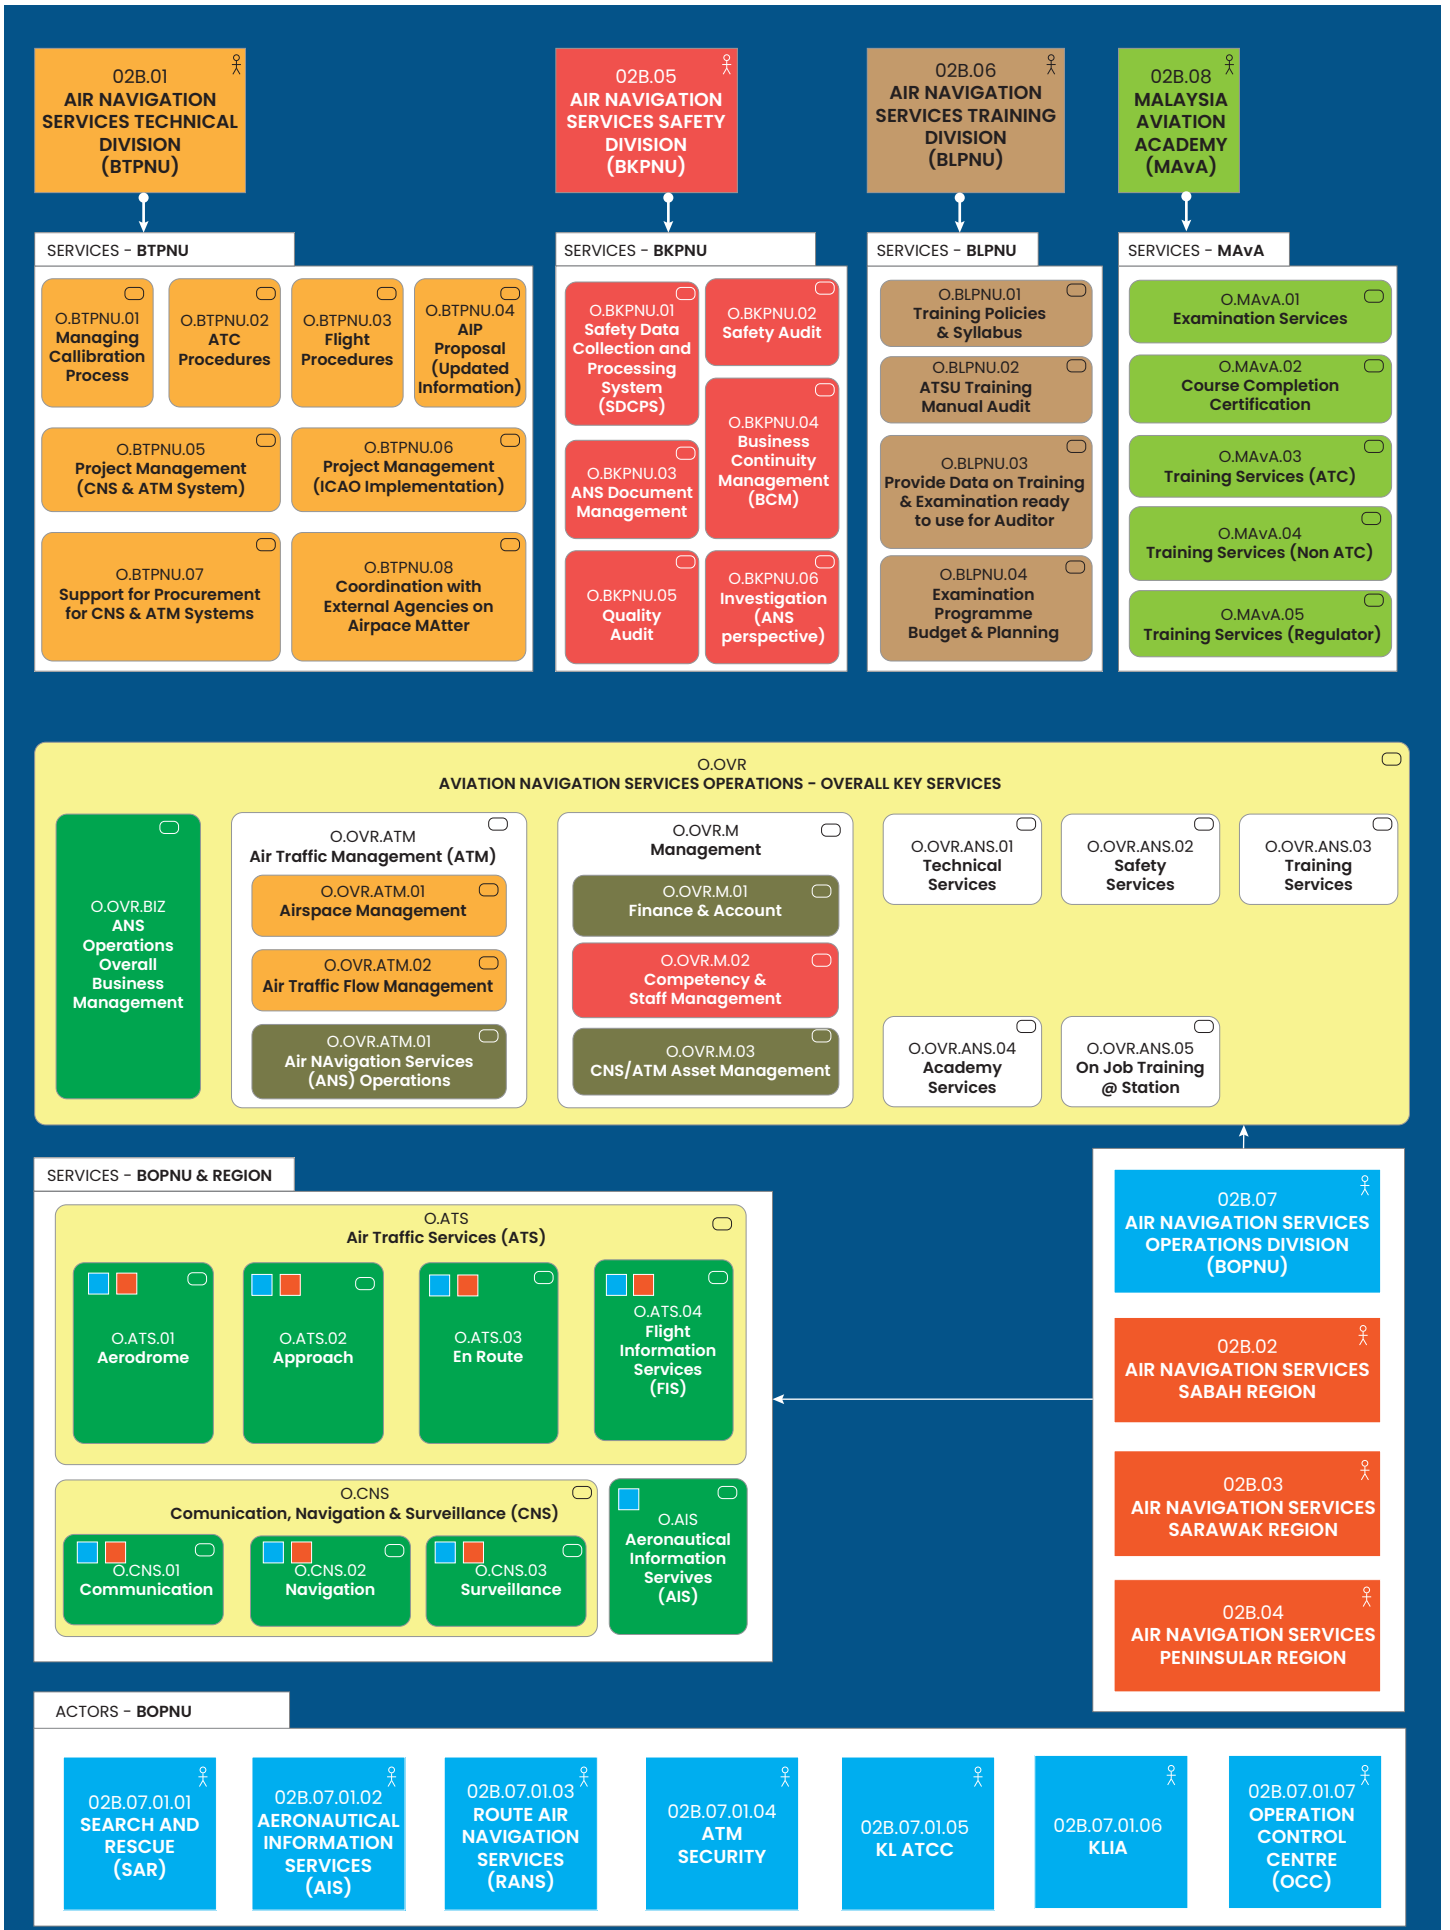 02B.01
AIR NAVIGATION
SERVICES TECHNICAL
DIVISION
(BTPNU)
02B.05
AIR NAVIGATION
SERVICES SAFETY
DIVISION
(BKPNU)
02B.06
AIR NAVIGATION
SERVICES TRAINING
DIVISION
(BLPNU)
02B.08
MALAYSIA
AVIATION
ACADEMY
(MAvA)
SERVICES - BTPNU
O.BTPNU.01
Managing
Callibration
Process
O.BTPNU.02
ATC
Procedures
O.BTPNU.03
Flight
Procedures
O.BTPNU.04
AIP
Proposal
(Updated
Information)
O.BTPNU.05
Project Management
(CNS & ATM System)
O.BTPNU.06
Project Management
(ICAO Implementation)
O.BTPNU.07
Support for Procurement
for CNS & ATM Systems
O.BTPNU.08
Coordination with
External Agencies on
Airpace MAtter
SERVICES - BKPNU
O.BKPNU.01
Safety Data
Collection and
Processing
System
(SDCPS)
O.BKPNU.02
Safety Audit
O.BKPNU.03
ANS Document
Management
O.BKPNU.04
Business
Continuity
Management
(BCM)
O.BKPNU.05
Quality
Audit
O.BKPNU.06
Investigation
(ANS
perspective)
SERVICES - BLPNU
O.BLPNU.01
Training Policies
& Syllabus
O.BLPNU.02
ATSU Training
Manual Audit
O.BLPNU.03
Provide Data on Training
& Examination ready
to use for Auditor
O.BLPNU.04
Examination
Programme
Budget & Planning
SERVICES - MAvA
O.MAvA.01
Examination Services
O.MAvA.02
Course Completion
Certification
O.MAvA.03
Training Services (ATC)
O.MAvA.04
Training Services (Non ATC)
O.MAvA.05
Training Services (Regulator)
O.OVR
AVIATION NAVIGATION SERVICES OPERATIONS - OVERALL KEY SERVICES
O.OVR.BIZ
ANS
Operations
Overall
Business
Management
O.OVR.ATM
Air Traffic Management (ATM)
O.OVR.ATM.01
Airspace Management
O.OVR.ATM.02
Air Traffic Flow Management
O.OVR.ATM.01
Air NAvigation Services
(ANS) Operations
O.OVR.M
Management
O.OVR.M.01
Finance & Account
O.OVR.M.02
Competency &
Staff Management
O.OVR.M.03
CNS/ATM Asset Management
O.OVR.ANS.01
Technical
Services
O.OVR.ANS.02
Safety
Services
O.OVR.ANS.03
Training
Services
O.OVR.ANS.04
Academy
Services
O.OVR.ANS.05
On Job Training
@ Station
SERVICES - BOPNU & REGION
O.ATS
Air Traffic Services (ATS)
O.ATS.01
Aerodrome
O.ATS.02
Approach
O.ATS.03
En Route
O.ATS.04
Flight
Information
Services
(FIS)
O.CNS
Comunication, Navigation & Surveillance (CNS)
O.CNS.01
Communication
O.CNS.02
Navigation
O.CNS.03
Surveillance
O.AIS
Aeronautical
Information
Servives
(AIS)
02B.07
AIR NAVIGATION SERVICES
OPERATIONS DIVISION
(BOPNU)
02B.02
AIR NAVIGATION SERVICES
SABAH REGION
02B.03
AIR NAVIGATION SERVICES
SARAWAK REGION
02B.04
AIR NAVIGATION SERVICES
PENINSULAR REGION
ACTORS - BOPNU
02B.07.01.01
SEARCH AND
RESCUE
(SAR)
02B.07.01.02
AERONAUTICAL
INFORMATION
SERVICES
(AIS)
02B.07.01.03
ROUTE AIR
NAVIGATION
SERVICES
(RANS)
02B.07.01.04
ATM
SECURITY
02B.07.01.05
KL ATCC
02B.07.01.06
KLIA
02B.07.01.07
OPERATION
CONTROL
CENTRE
(OCC)